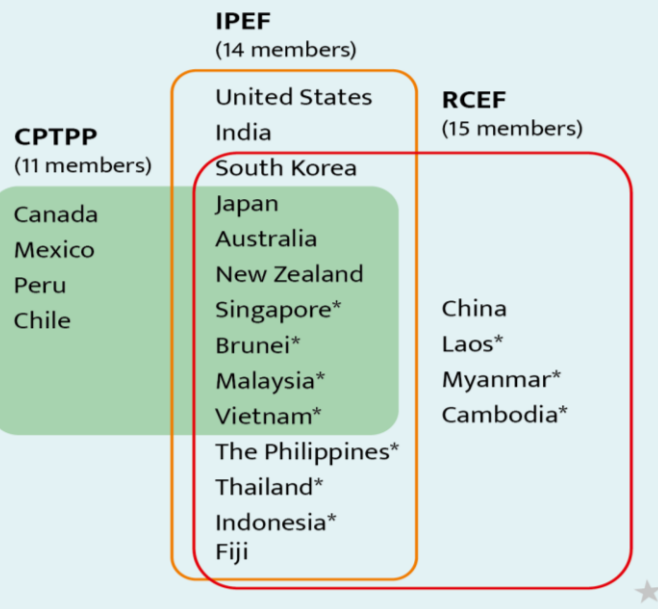 IPEF
(14 members)
United States
India
South Korea
Japan
Australia
New Zealand
Singapore*
Brunei*
Malaysia*
Vietnam*
The Philippines*
Thailand*
Indonesia*
Fiji
CPTPP
(11 members)
Canada
Mexico
Peru
Chile
RCEF
(15 members)
China
Laos*
Myanmar*
Cambodia*